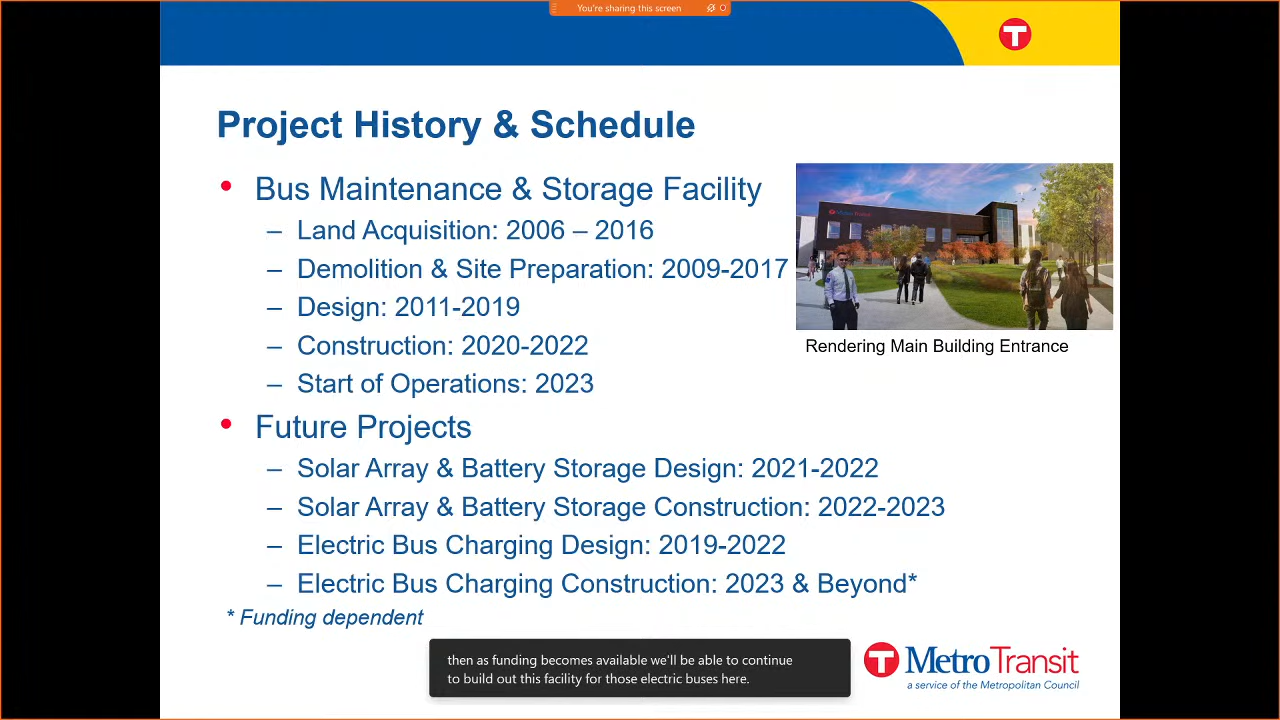 You're sharing this screen
T
Project History & Schedule
• Bus Maintenance & Storage Facility
– Land Acquisition: 2006 – 2016
– Demolition & Site Preparation: 2009-2017
– Design: 2011-2019
– Construction: 2020-2022
– Start of Operations: 2023
MetroTransit
Rendering Main Building Entrance
• Future Projects
– Solar Array & Battery Storage Design: 2021-2022
– Solar Array & Battery Storage Construction: 2022-2023
– Electric Bus Charging Design: 2019-2022
– Electric Bus Charging Construction: 2023 & Beyond*
* Funding dependent
then as funding becomes available we'll be able to continue
to build out this facility for those electric buses here.
T MetroTransit
a service of the Metropolitan Council